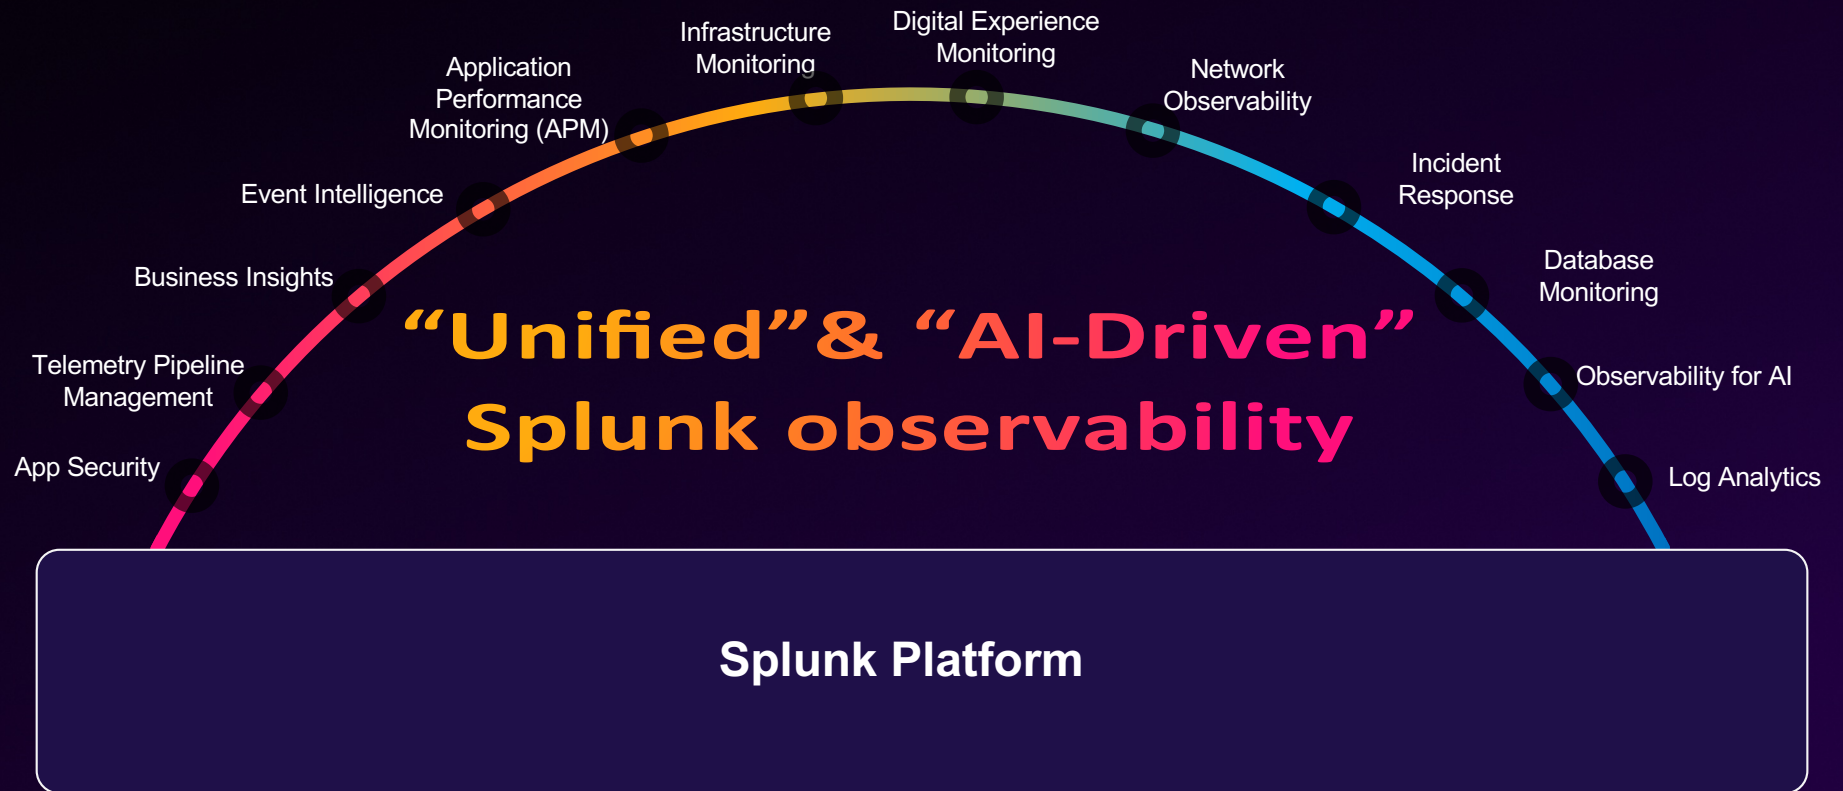 Digital Experience
Monitoring
Infrastructure
Monitoring
Application
Performance
Monitoring (APM)
Network
Observability
Event Intelligence
Incident
Response
Business Insights
Database
Monitoring
Telemetry Pipeline
Management
Observability for AI
App Security
Log Analytics
“Unified”& “AI-Driven”
Splunk observability
Splunk Platform